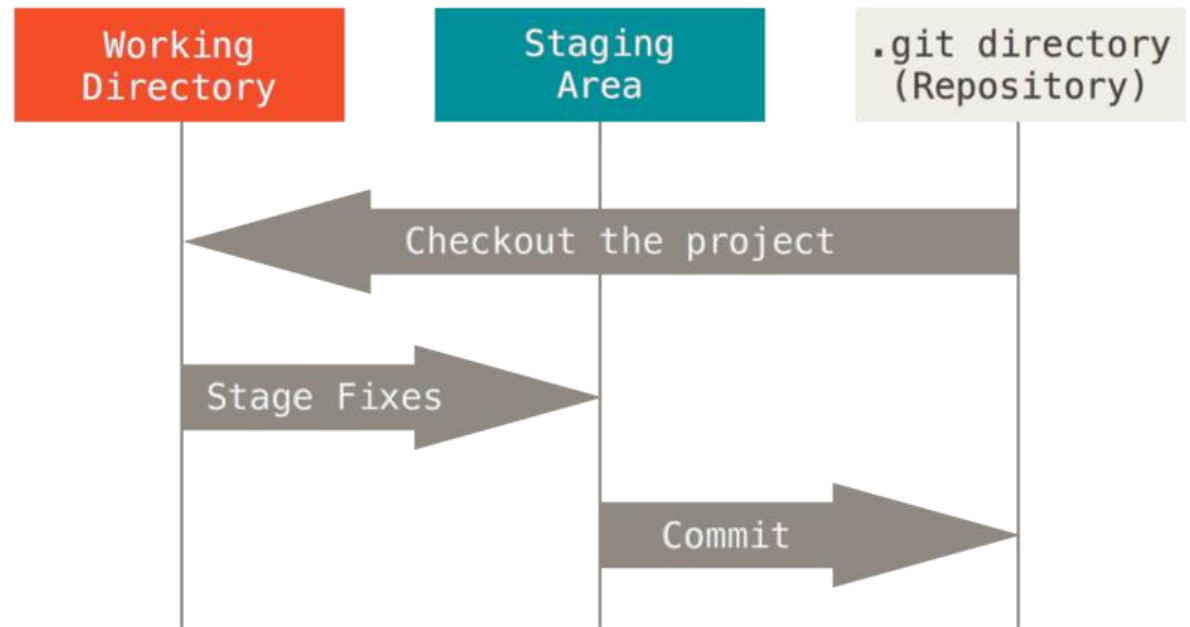 Working
Directory
Staging
Area
.git directory
(Repository)
Checkout the project
Stage Fixes
Commit